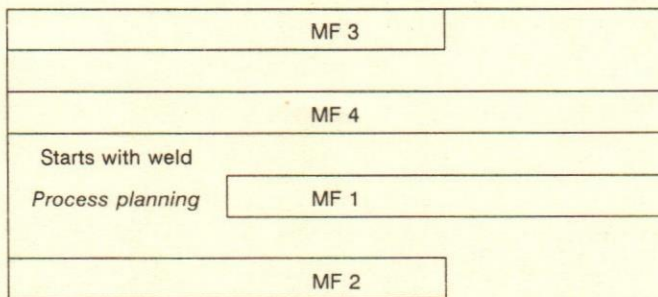 MF 3
MF 4
Starts with weld
Process planning
MF 1
MF 2